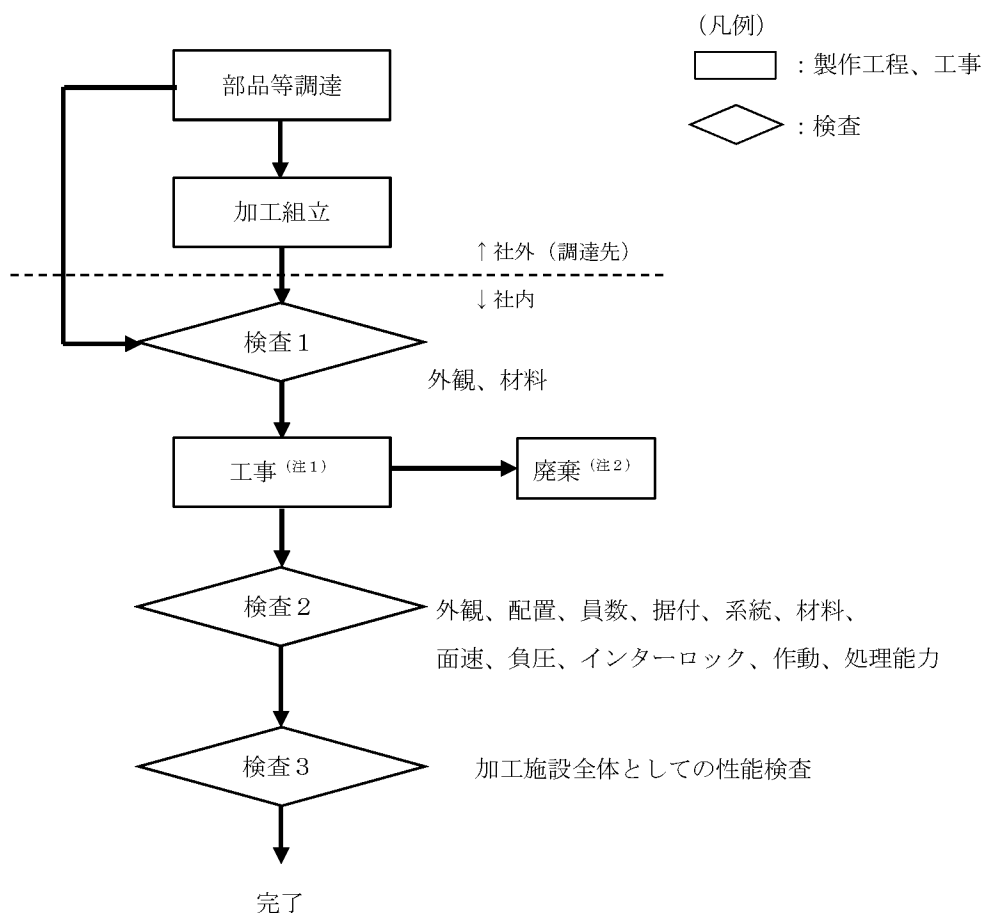 (凡例)
:製作工程、工事
:検査
部品等調達
加工組立
↑社外(調達先)
↓社内
検査1
外観、材料
工事(注1)
廃棄(注2)
検査2
外観、配置、員数、据付、系統、材料、
面速、負圧、インターロック、作動、処理能力
検査3
加工施設全体としての性能検査
完了